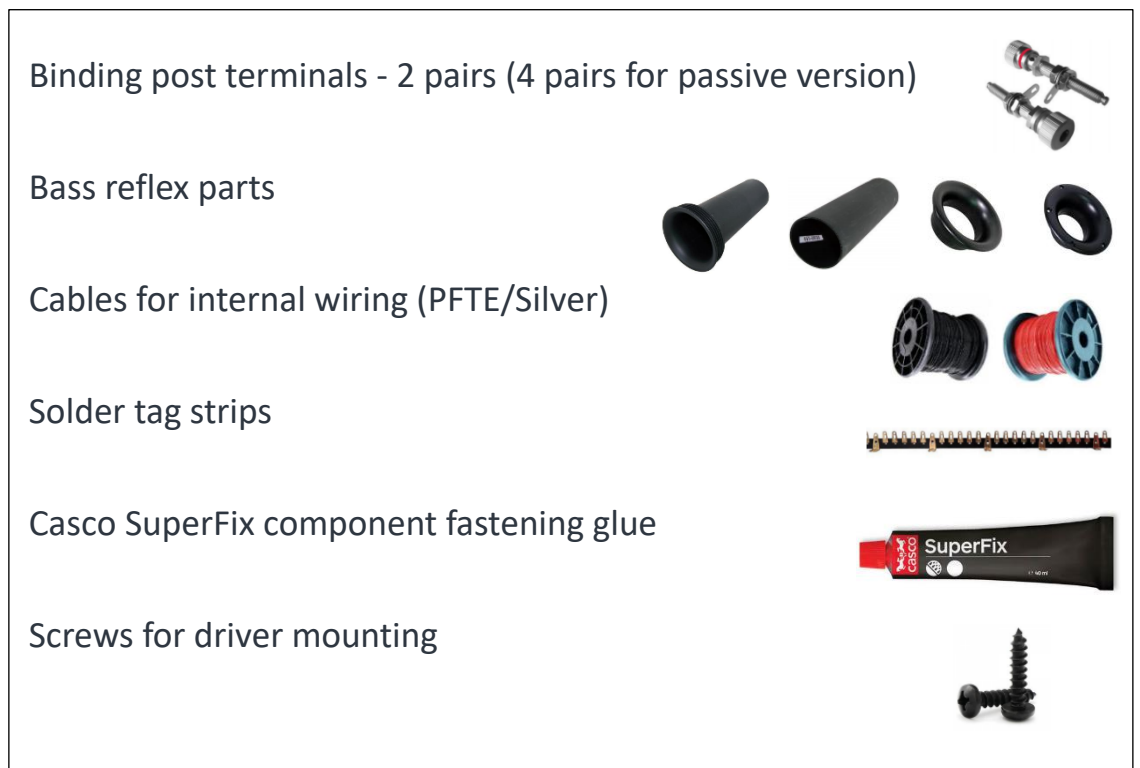 Binding post terminals - 2 pairs (4 pairs for passive version)
Bass reflex parts
Cables for internal wiring (PFTE/Silver)
Solder tag strips
Casco SuperFix component fastening glue
casco
SuperFix
Screws for driver mounting